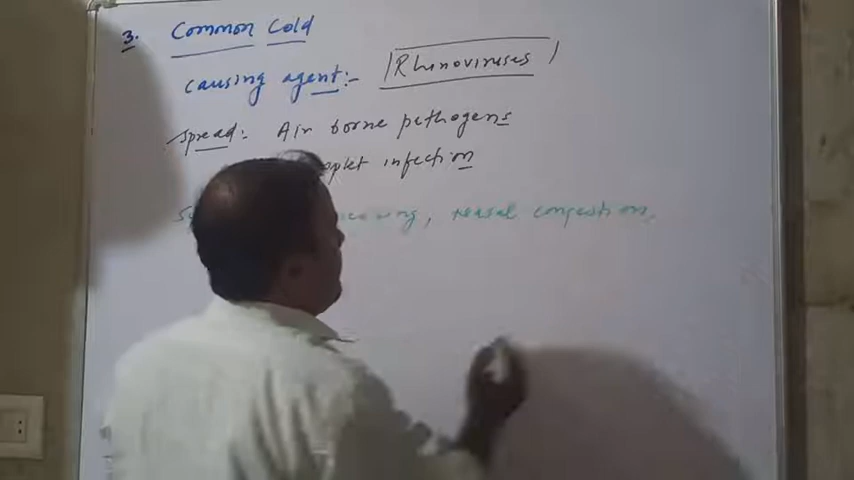 3. Common Cold
Causing agent:- Rhinoviruses
Spread: Air borne pathogens
infection
nasal congestion,